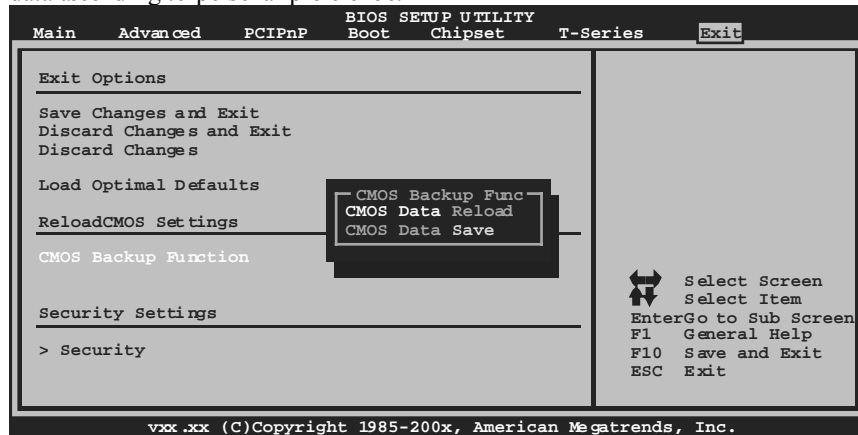 BIOS SETUP UTILITY
Main Advanced PCIPnP Boot Chipset T-Series Exit
Exit Options
Save Changes and Exit
Discard Changes and Exit
Discard Changes
Load Optimal Defaults
ReloadCMOS Settings
CMOS Backup Function
Security Settings
> Security
CMOS Backup Func
CMOS Data Reload
CMOS Data Save
Select Screen
Select Item
EnterGo to Sub Screen
F1 General Help
F10 Save and Exit
ESC Exit
vxx.xx (C)Copyright 1985-200x, American Megatrends, Inc.